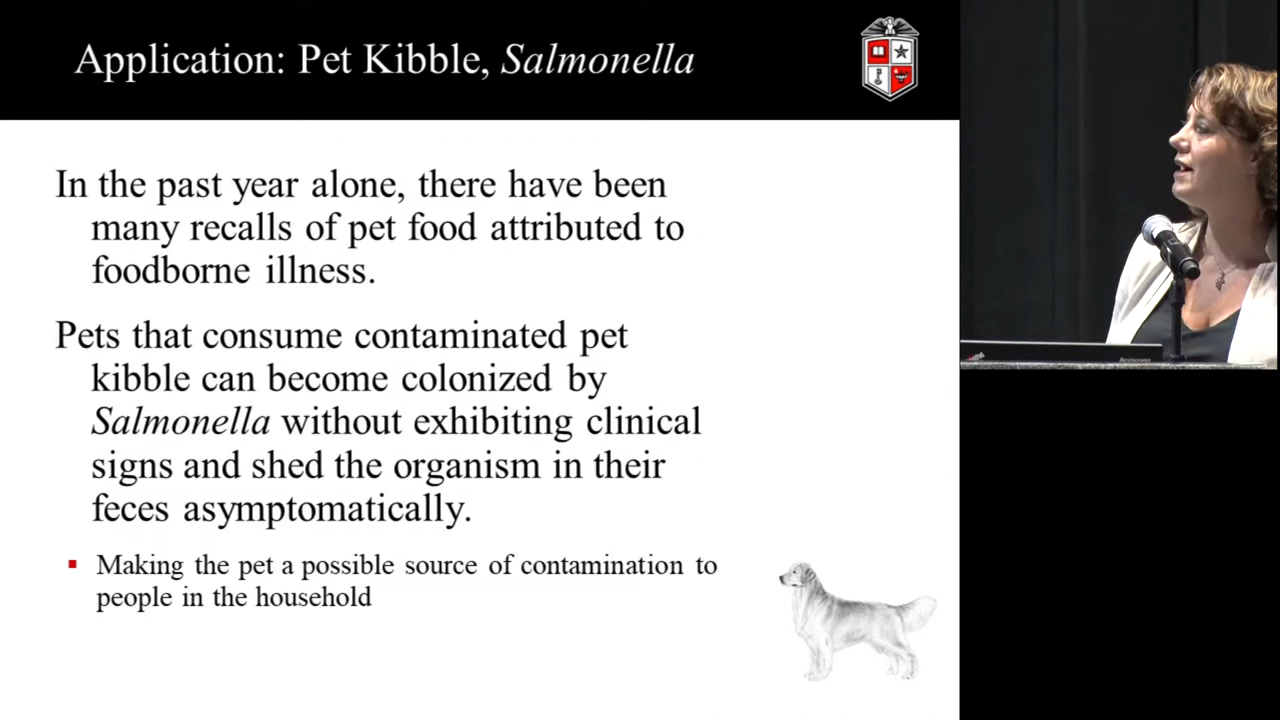 Application: Pet Kibble, Salmonella
In the past year alone, there have been
many recalls of pet food attributed to
foodborne illness.
Pets that consume contaminated pet
kibble can become colonized by
Salmonella without exhibiting clinical
signs and shed the organism in their
feces asymptomatically.
Making the pet a possible source of contamination to
people in the household
lenovo